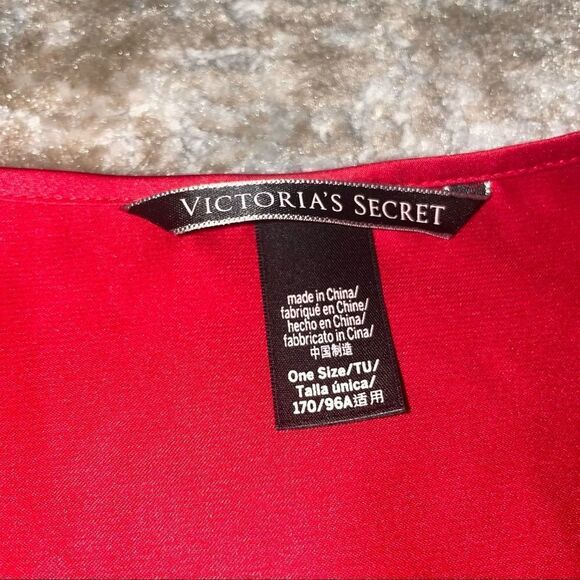 VICTORIA'S SECRET
made in China/
fabriqué en Chine/
hecho en China/
fabbricato in Cina/
中国制造
One Size/TU/
Talla única/
170/96A适用